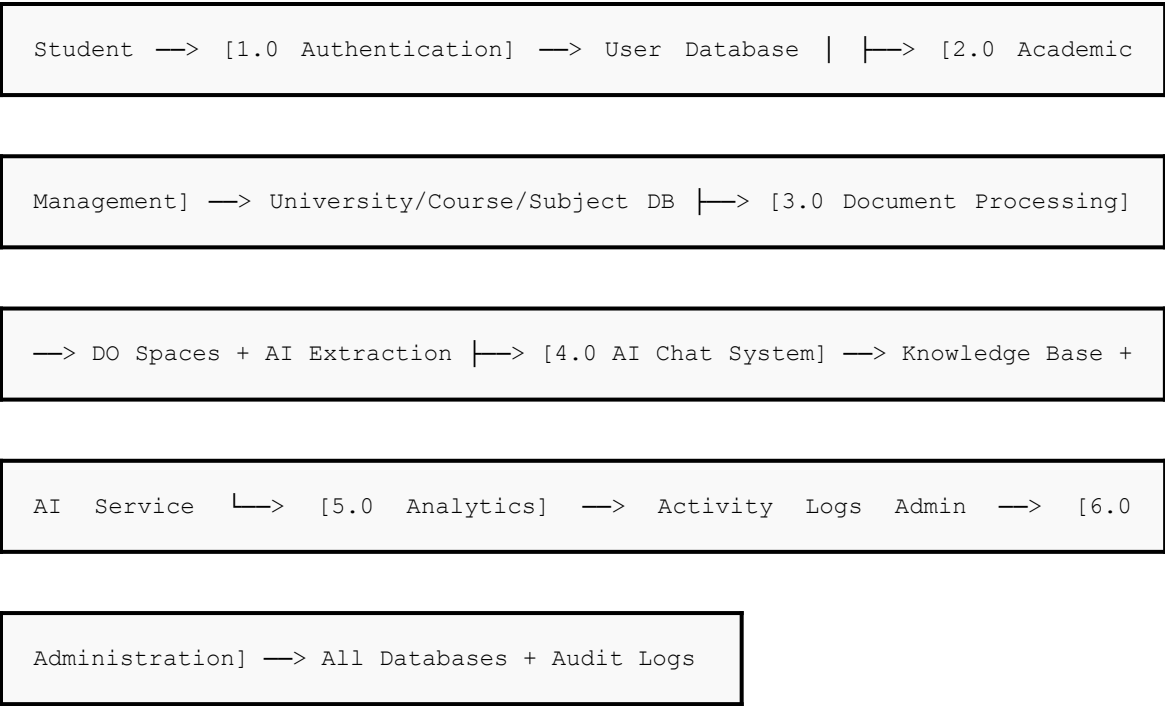 Student ──> [1.0 Authentication] ──> User Database │ ├──> [2.0 Academic
Management] ──> University/Course/Subject DB ├──> [3.0 Document Processing]
──> DO Spaces + AI Extraction ├──> [4.0 AI Chat System] ──> Knowledge Base +
AI Service └──> [5.0 Analytics] ──> Activity Logs Admin ──> [6.0
Administration] ──> All Databases + Audit Logs